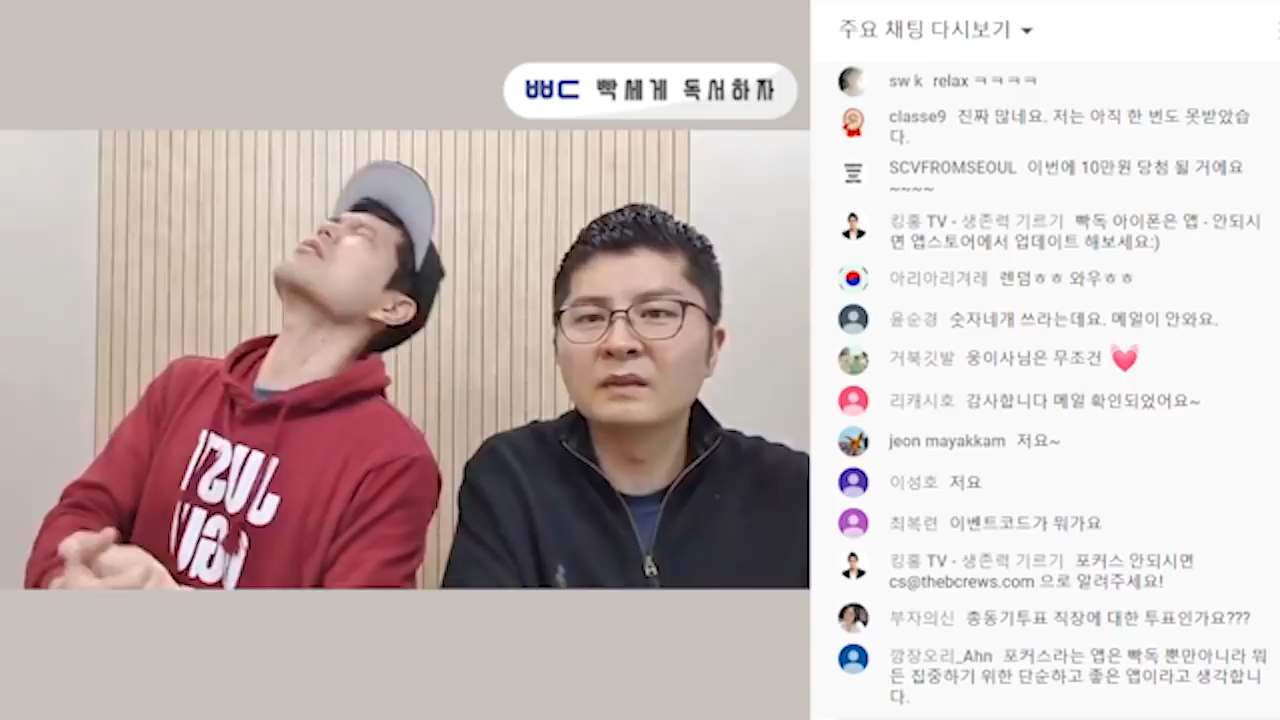 ㅃㄷ 빡세게 독서하자
JUST
주요 채팅 다시보기
sw k relax ㅋㅋㅋㅋ
classe9 진짜 많네요. 저는 아직 한 번도 못받았습
다.
SCVFROMSEOUL 이번에 10만원 당첨 될 거에요
~~~~
킹홍 TV - 생존력 기르기 빡독 아이폰은 앱 - 안되시
면 앱스토어에서 업데이트 해보세요:)
아리아리겨레 렌덤ㅎㅎ 와우ㅎㅎ
윤순경 숫자네개 쓰라는데요. 메일이 안와요.
거북깃발 웅이사님은 무조건
리캐시호 감사합니다 메일 확인되었어요~
jeon mayakkam 저요~
이성호 저요
최복련 이벤트코드가 뭐가요
킹홍 TV - 생존력 기르기 포커스 안되시면
cs@thebcrews.com 으로 알려주세요!
부자의신 충동기투표 직장에 대한 투표인가요???
깜장오리_Ahn 포커스라는 앱은 빡독 뿐만아니라 뭐
든 집중하기 위한 단순하고 좋은 앱이라고 생각합니
다.